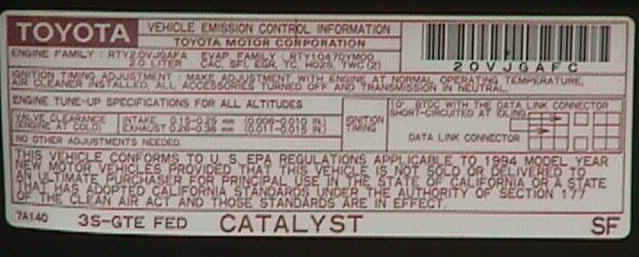 TOYOTA
VEHICLE EMISSION CONTROL INFORMATION
TOYOTA MOTOR CORPORATION
2OVJGAFC
ENGINE FAMILY : RTY2.0VJGAFA EVAP. FAMILY : RTY1047DYM00
2.0 LITER CAC, SFI, EGR, TC, HO2S, TWC(2)
IGNITION TIMING ADJUSTMENT : MAKE ADJUSTMENT WITH ENGINE AT NORMAL OPERATING TEMPERATURE,
AIR CLEANER INSTALLED, ALL ACCESSORIES TURNED OFF AND TRANSMISSION IN NEUTRAL.
ENGINE TUNE-UP SPECIFICATIONS FOR ALL ALTITUDES
VALVE CLEARANCE
(ENGINE AT COLD)
INTAKE 0.15-0.25 mm (0.006-0.010 IN)
EXHAUST 0.28-0.38 mm (0.011-0.015 IN)
NO OTHER ADJUSTMENTS NEEDED.
IGNITION
TIMING
10° BTDC WITH THE DATA LINK CONNECTOR
SHORT-CIRCUITED AT IDLING
DATA LINK CONNECTOR
THIS VEHICLE CONFORMS TO U.S. EPA REGULATIONS APPLICABLE TO 1994 MODEL YEAR
NEW MOTOR VEHICLES PROVIDED THAT THIS VEHICLE IS NOT SOLD OR DELIVERED TO
AN ULTIMATE PURCHASER FOR PRINCIPAL USE IN THE STATE OF CALIFORNIA OR A STATE
THAT HAS ADOPTED CALIFORNIA STANDARDS UNDER THE AUTHORITY OF SECTION 177
OF THE CLEAN AIR ACT AND THOSE STANDARDS ARE IN EFFECT.
7A140 3S-GTE FED CATALYST SF